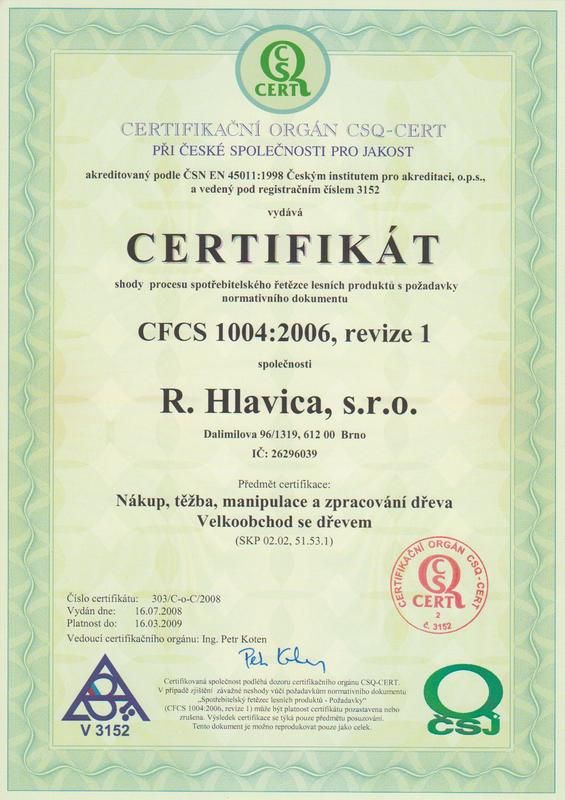 CSQ
CERT
CERTIFIKAČNÍ ORGÁN CSQ-CERT
PŘI ČESKÉ SPOLEČNOSTI PRO JAKOST
akreditovaný podle ČSN EN 45011:1998 Českým institutem pro akreditaci, o.p.s.,
a vedený pod registračním číslem 3152
vydává
CERTIFIKÁT
shody procesu spotřebitelského řetězce lesních produktů s požadavky
normativního dokumentu
CFCS 1004:2006, revize 1
společnosti
R. Hlavica, s.r.o.
Dalimilova 96/1319, 612 00 Brno
IČ: 26296039
Předmět certifikace:
Nákup, těžba, manipulace a zpracování dřeva
Velkoobchod se dřevem
(SKP 02.02, 51.53.1)
CERTIFIKAČNÍ ORGÁN CSQ-CERT
CSQ
CERT
2
č. 3152
Číslo certifikátu: 303/C-o-C/2008
Vydán dne: 16.07.2008
Platnost do: 16.03.2009
Vedoucí certifikačního orgánu: Ing. Petr Koten
Certifikovaná společnost podléhá dozoru certifikačního orgánu CSQ-CERT.
V případě zjištění závažné neshody vůči požadavkům normativního dokumentu
„Spotřebitelský řetězec lesních produktů - Požadavky"
(CFCS 1004:2006, revize 1) může být platnost certifikátu pozastavena nebo
zrušena. Výsledek certifikace se týká pouze předmětu posuzování.
Tento dokument je možno reprodukovat pouze jako celek.
V 3152
ČSJ